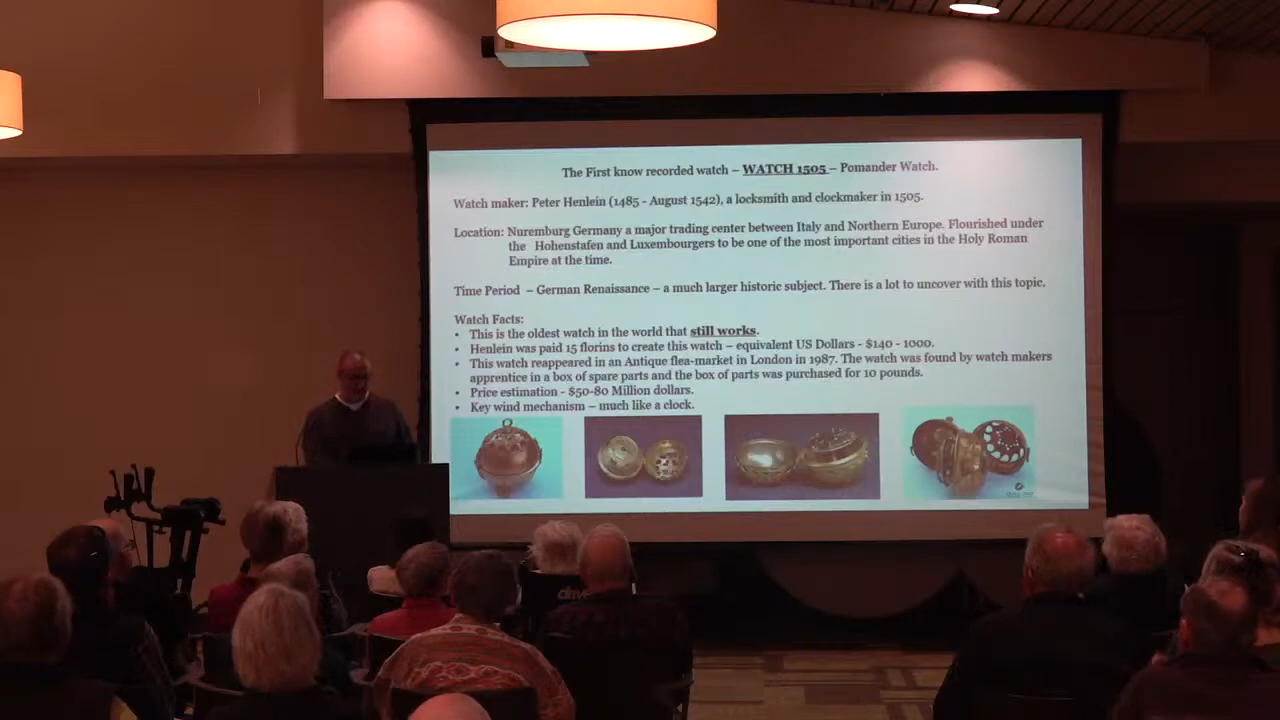 The First know recorded watch – WATCH 1505 – Pomander Watch.
Watch maker: Peter Henlein (1485 - August 1542), a locksmith and clockmaker in 1505.
Location: Nuremburg Germany a major trading center between Italy and Northern Europe. Flourished under
the Hohenstafen and Luxembourgers to be one of the most important cities in the Holy Roman
Empire at the time.
Time Period – German Renaissance – a much larger historic subject. There is a lot to uncover with this topic.
Watch Facts:
• This is the oldest watch in the world that still works.
• Henlein was paid 15 florins to create this watch – equivalent US Dollars - $140 - 1000.
• This watch reappeared in an Antique flea-market in London in 1987. The watch was found by watch makers
apprentice in a box of spare parts and the box of parts was purchased for 10 pounds.
• Price estimation - $50-80 Million dollars.
• Key wind mechanism – much like a clock.
drive